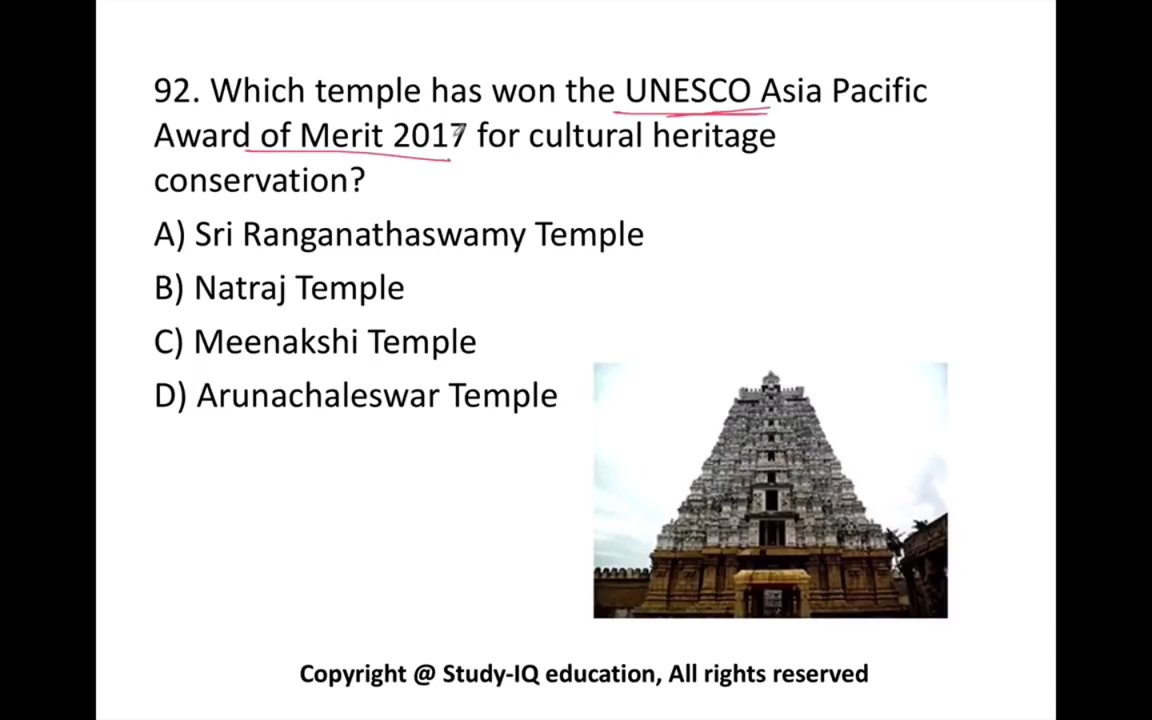 92. Which temple has won the UNESCO Asia Pacific
Award of Merit 2017 for cultural heritage
conservation?
A) Sri Ranganathaswamy Temple
B) Natraj Temple
C) Meenakshi Temple
D) Arunachaleswar Temple
Copyright @ Study-IQ education, All rights reserved